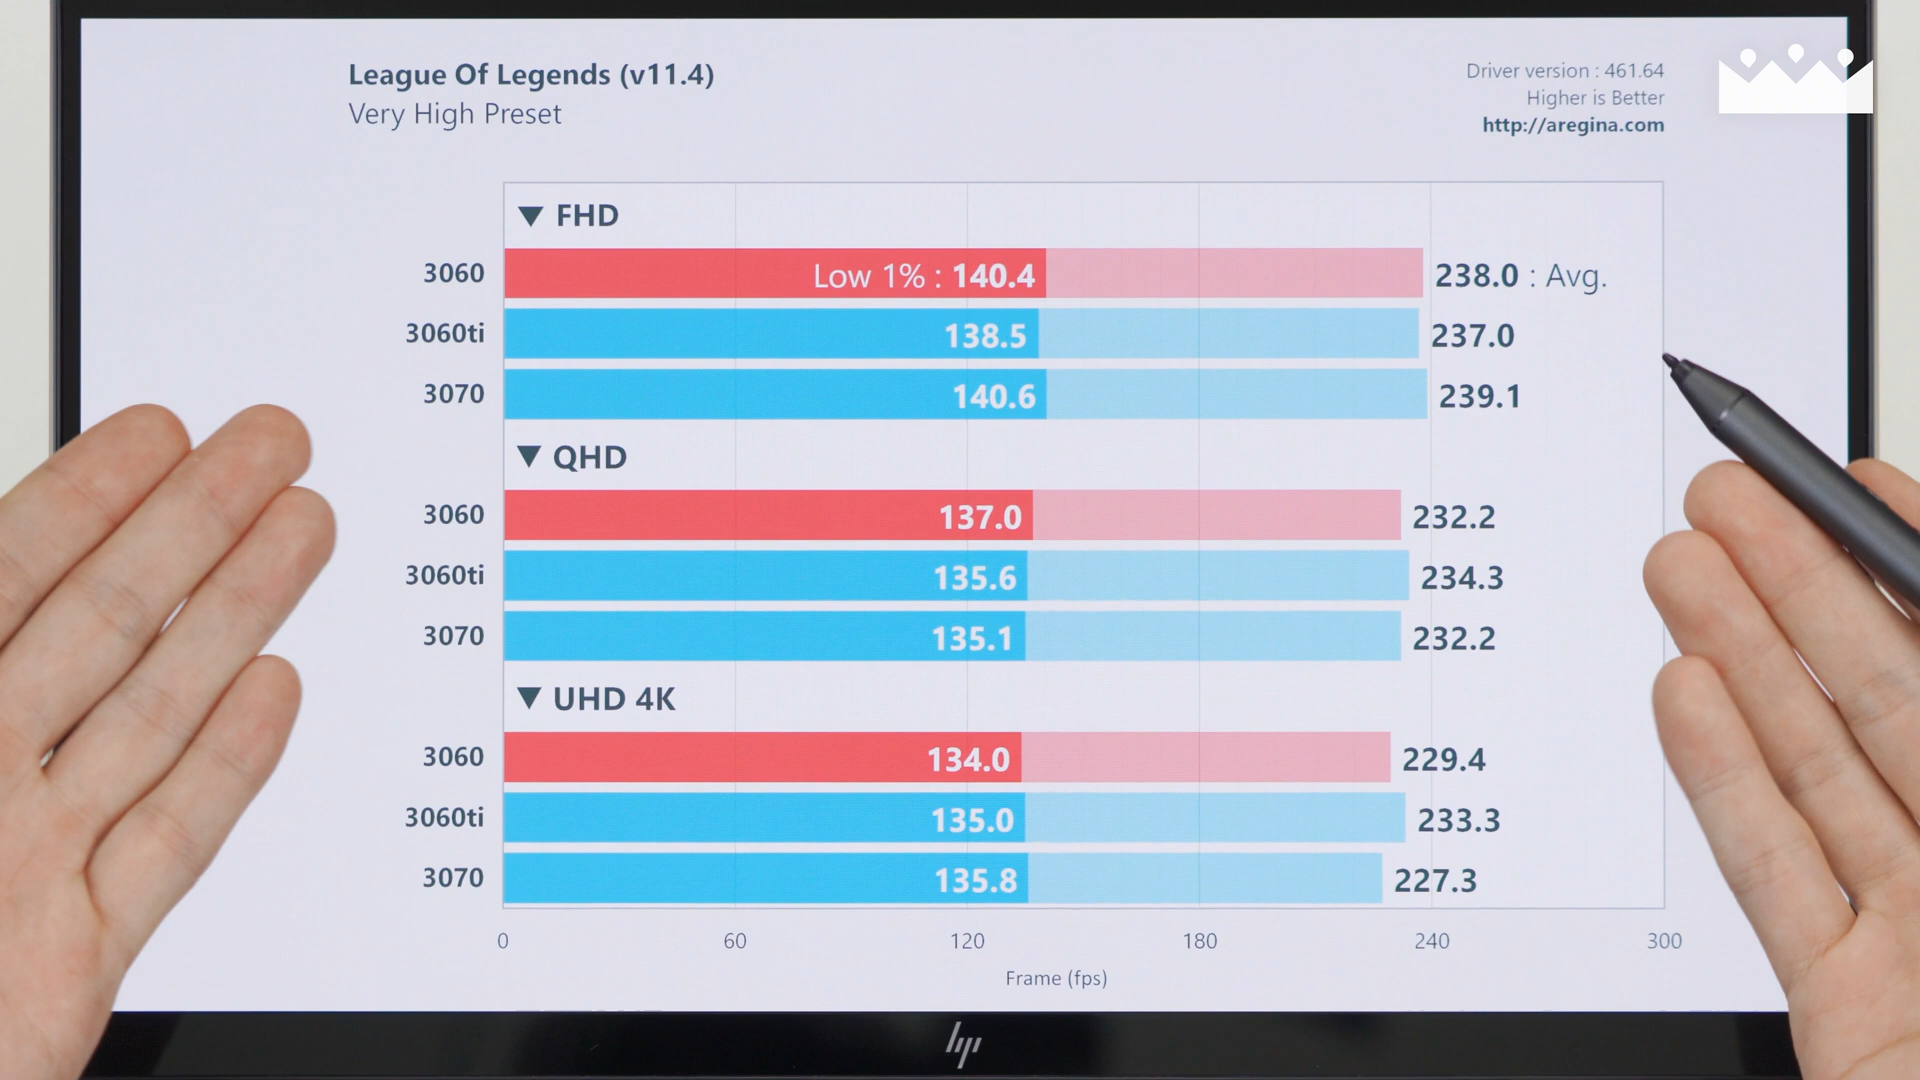 League Of Legends (v11.4)
Very High Preset
Driver version : 461.64
Higher is Better
http://aregina.com
▼ FHD
3060 Low 1% : 140.4 238.0 : Avg.
3060ti 138.5 237.0
3070 140.6 239.1
▼ QHD
3060 137.0 232.2
3060ti 135.6 234.3
3070 135.1 232.2
▼ UHD 4K
3060 134.0 229.4
3060ti 135.0 233.3
3070 135.8 227.3
0 60 120 180 240 300
Frame (fps)
hp